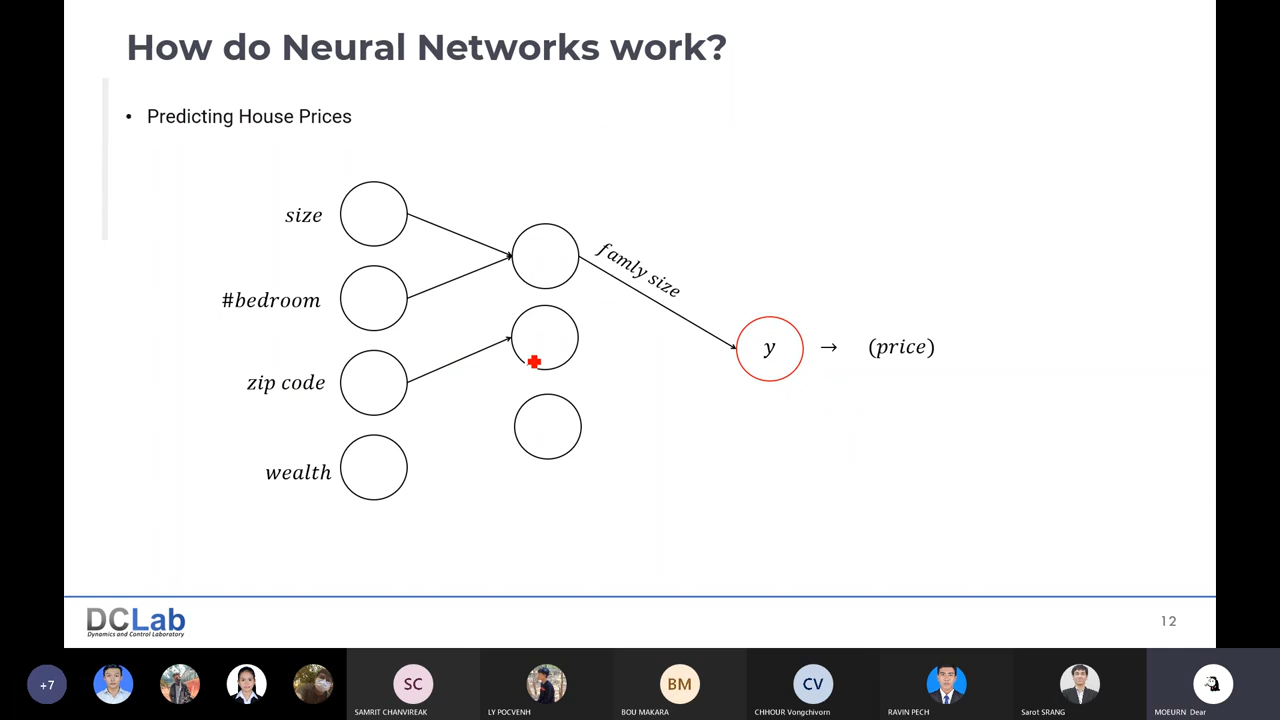 How do Neural Networks work?
• Predicting House Prices
size
#bedroom
zip code
wealth
famly size
y → (price)
DCLab
Dynamics and Control Laboratory
12
+7
SC
BM
CV
SAMRIT CHANVIREAK
LY POCVENH
BOU MAKARA
CHHOUR Vongchivorn
RAVIN PECH
Sarot SRANG
MOEURN Dear